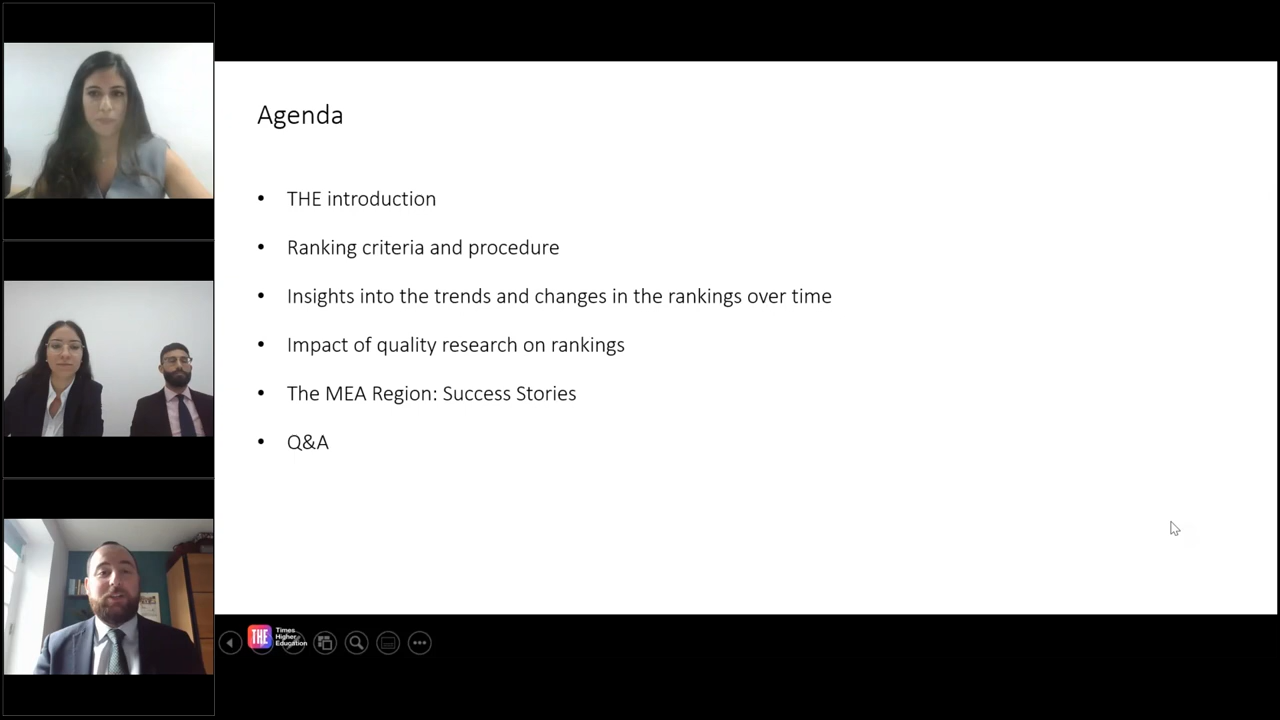 Agenda
• THE introduction
• Ranking criteria and procedure
• Insights into the trends and changes in the rankings over time
• Impact of quality research on rankings
• The MEA Region: Success Stories
• Q&A
THE
Times
Higher
Education